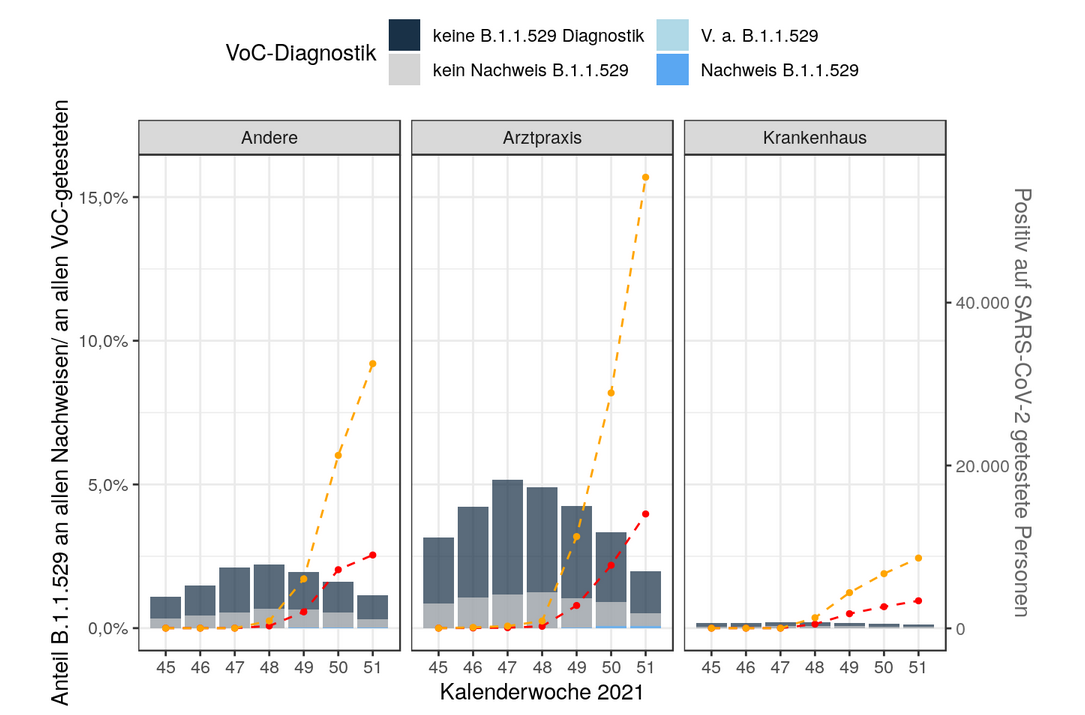 VoC-Diagnostik
keine B.1.1.529 Diagnostik
V. a. B.1.1.529
kein Nachweis B.1.1.529
Nachweis B.1.1.529
Andere
Arztpraxis
Krankenhaus
Anteil B.1.1.529 an allen Nachweisen/ an allen VoC-getesteten
15,0%
10,0%
5,0%
0,0%
40.000
20.000
0
Positiv auf SARS-CoV-2 getestete Personen
45 46 47 48 49 50 51
45 46 47 48 49 50 51
45 46 47 48 49 50 51
Kalenderwoche 2021